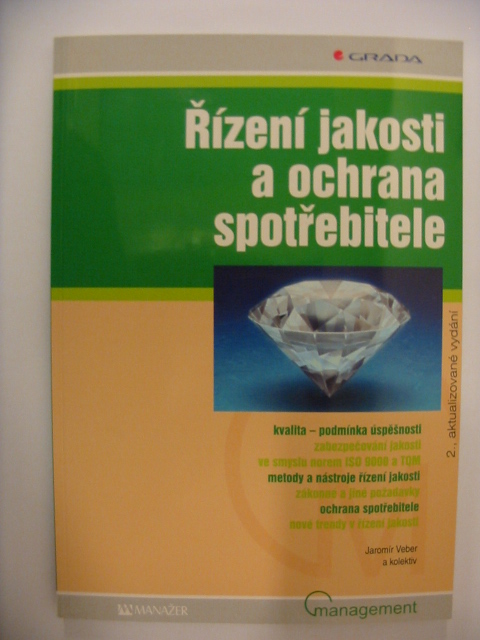 GRADA
Řízení jakosti
a ochrana
spotřebitele
2., aktualizované vydání
kvalita – podmínka úspěšnosti
zabezpečování jakosti
ve smyslu norem ISO 9000 a TQM
metody a nástroje řízení jakosti
zákonné a jiné požadavky
ochrana spotřebitele
nové trendy v řízení jakosti
Jaromír Veber
a kolektiv
MANAŽER
management